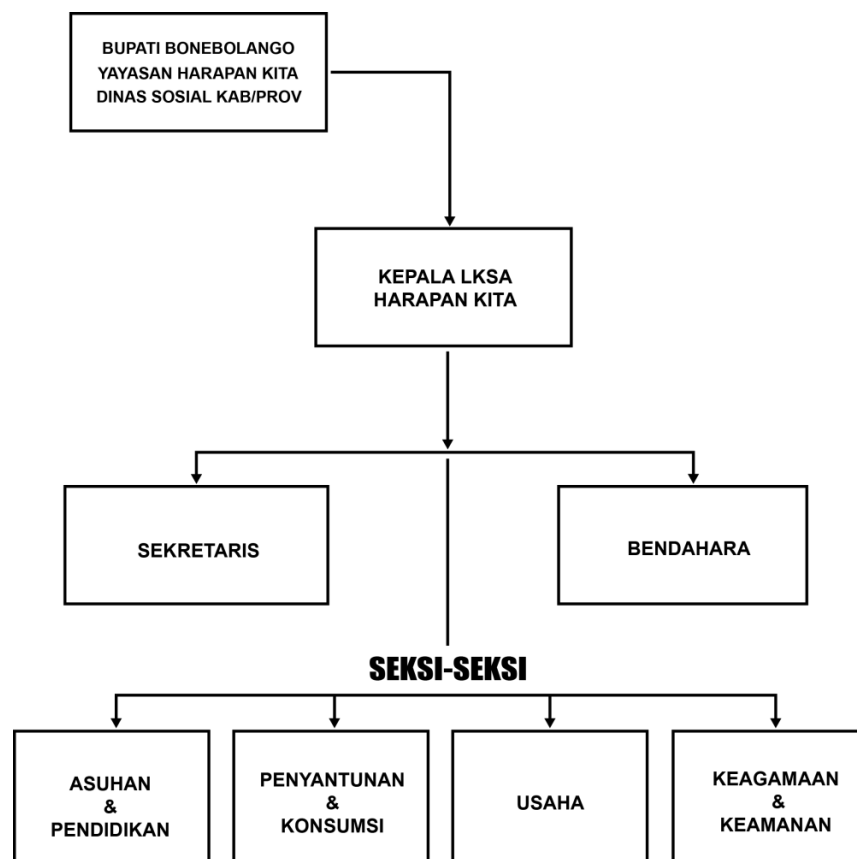 BUPATI BONEBOLANGO
YAYASAN HARAPAN KITA
DINAS SOSIAL KAB/PROV
KEPALA LKSA
HARAPAN KITA
SEKRETARIS
BENDAHARA
SEKSI-SEKSI
ASUHAN
&
PENDIDIKAN
PENYANTUNAN
&
KONSUMSI
USAHA
KEAGAMAAN
&
KEAMANAN